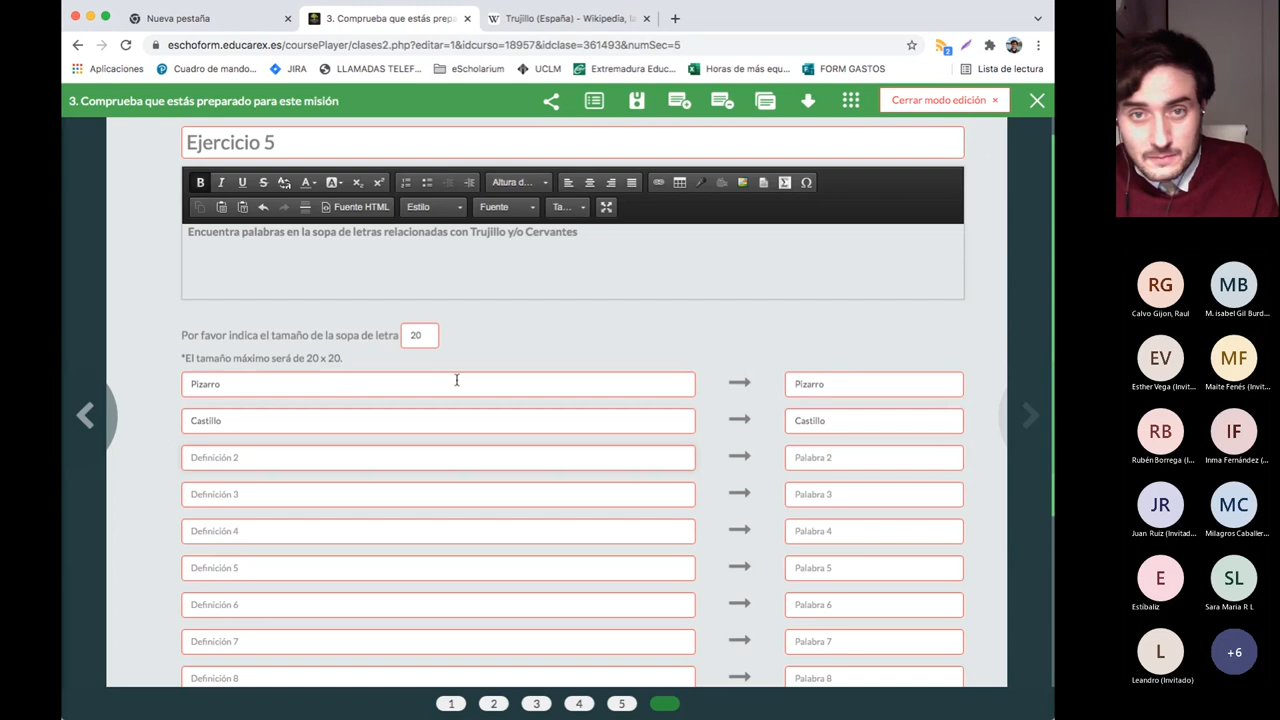 Nueva pestaña
3. Comprueba que estás prepa
Trujillo (España) - Wikipedia, la
eschoform.educarex.es/coursePlayer/clases2.php?editar=1&idcurso=18957&idclase=361493&numSec=5
2
Aplicaciones
Cuadro de mando...
JIRA
LLAMADAS TELEF...
eScholarium
UCLM
Extremadura Educ...
Horas de más equ...
FORM GASTOS
Lista de lectura
3. Comprueba que estás preparado para este misión
Cerrar modo edición ×
Ejercicio 5
Altura d...
Fuente HTML
Estilo
Fuente
Ta...
Encuentra palabras en la sopa de letras relacionadas con Trujillo y/o Cervantes
Por favor indica el tamaño de la sopa de letra 20
*El tamaño máximo será de 20 x 20.
Pizarro
Pizarro
Castillo
Castillo
Definición 2
Palabra 2
Definición 3
Palabra 3
Definición 4
Palabra 4
Definición 5
Palabra 5
Definición 6
Palabra 6
Definición 7
Palabra 7
Definición 8
Palabra 8
1 2 3 4 5
RG
MB
Calvo Gijon, Raul
M. isabel Gil Burd...
EV
MF
Esther Vega (Invit...
Maite Fenés (Invit...
RB
IF
Rubén Borrega (I...
Inma Fernández (...
JR
MC
Juan Ruiz (Invitad...
Milagros Caballer...
E
SL
Estíbaliz
Sara Maria R L
L
+6
Leandro (Invitado)